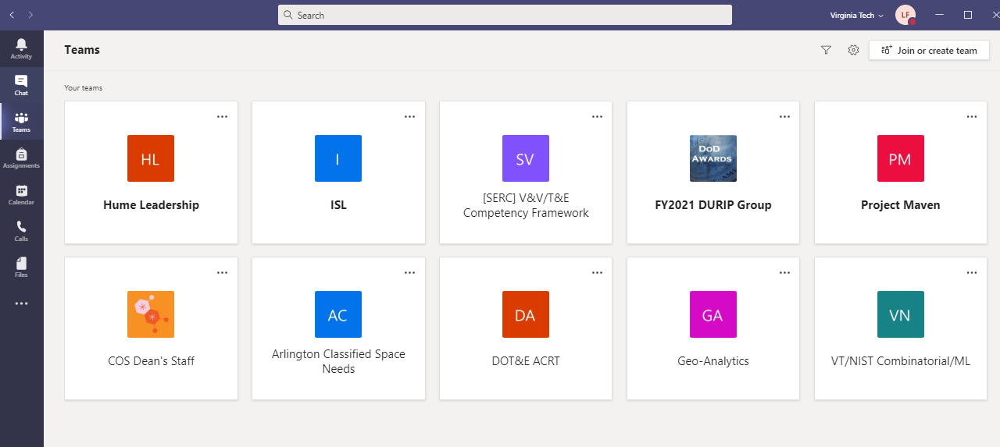 Search
Virginia Tech
LF
Activity
Chat
Teams
Assignments
Calendar
Calls
Files
Teams
Join or create team
Your teams
HL
Hume Leadership
I
ISL
SV
[SERC] V&V/T&E
Competency Framework
DoD
Awards
FY2021 DURIP Group
PM
Project Maven
COS Dean's Staff
AC
Arlington Classified Space
Needs
DA
DOT&E ACRT
GA
Geo-Analytics
VN
VT/NIST Combinatorial/ML